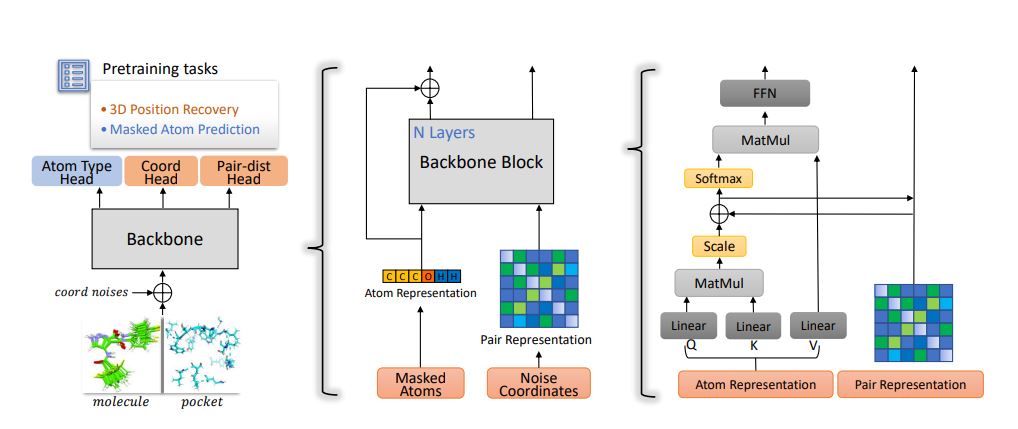 Pretraining tasks
• 3D Position Recovery
• Masked Atom Prediction
Atom Type
Head
Coord
Head
Pair-dist
Head
Backbone
coord noises
molecule
pocket
N Layers
Backbone Block
C C C O H H
Atom Representation
Pair Representation
Masked
Atoms
Noise
Coordinates
FFN
MatMul
Softmax
Scale
MatMul
Linear
Linear
Linear
Q
K
V
Atom Representation
Pair Representation